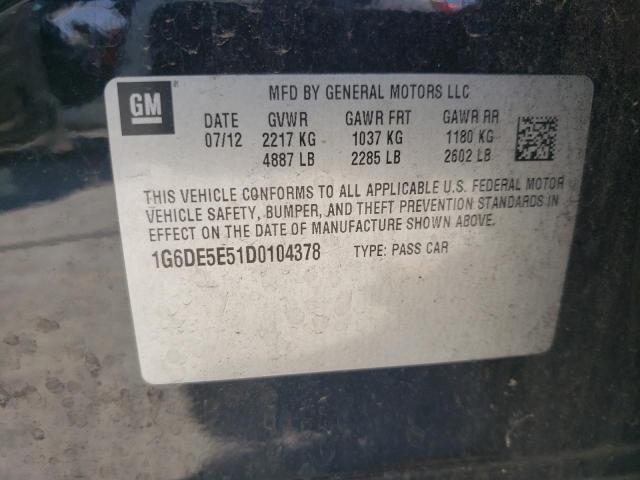 MFD BY GENERAL MOTORS LLC
GM
DATE GVWR GAWR FRT GAWR RR
07/12 2217 KG 1037 KG 1180 KG
4887 LB 2285 LB 2602 LB
THIS VEHICLE CONFORMS TO ALL APPLICABLE U.S. FEDERAL MOTOR
VEHICLE SAFETY, BUMPER, AND THEFT PREVENTION STANDARDS IN
EFFECT ON THE DATE OF MANUFACTURE SHOWN ABOVE.
1G6DE5E51D0104378 TYPE: PASS CAR